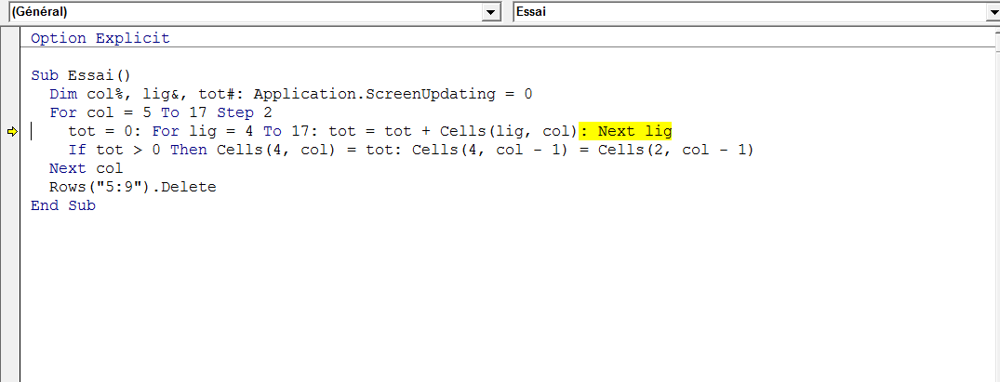 (Général) Essai
Option Explicit
Sub Essai()
Dim col%, lig&, tot#: Application.ScreenUpdating = 0
For col = 5 To 17 Step 2
tot = 0: For lig = 4 To 17: tot = tot + Cells(lig, col): Next lig
If tot > 0 Then Cells(4, col) = tot: Cells(4, col - 1) = Cells(2, col - 1)
Next col
Rows("5:9").Delete
End Sub